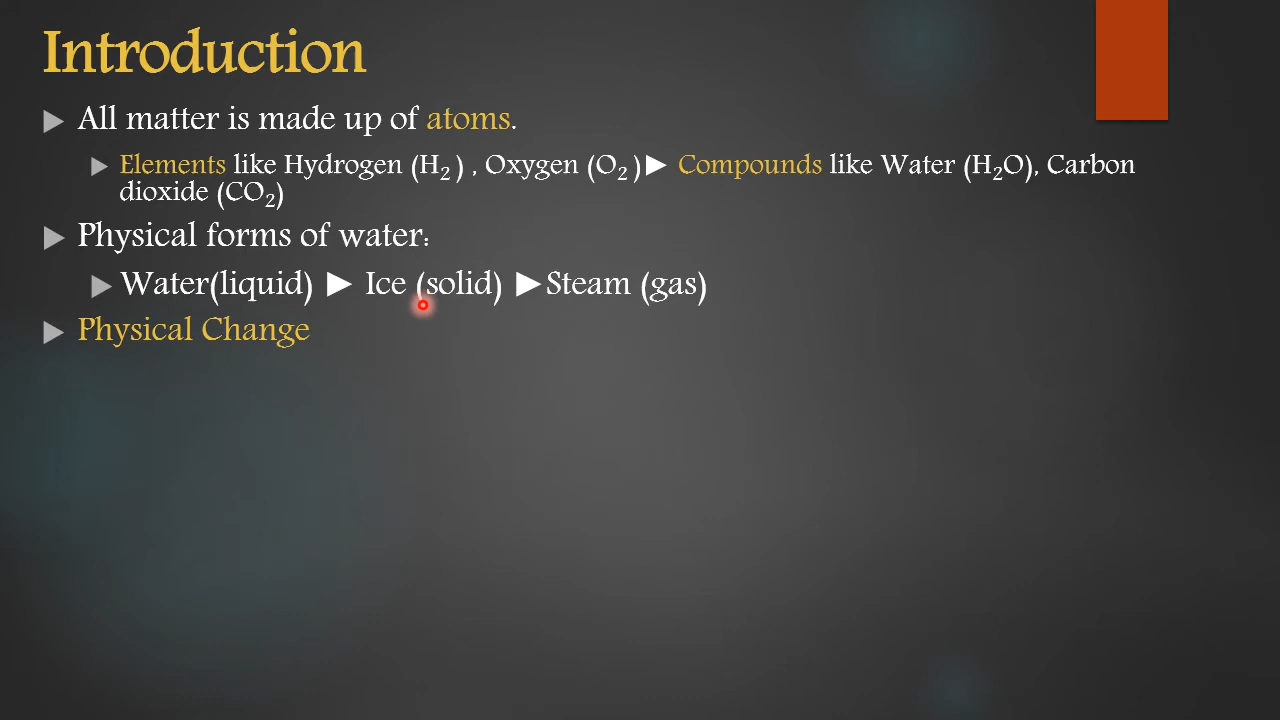 Introduction
All matter is made up of atoms.
Elements like Hydrogen (H₂ ) , Oxygen (O₂ )► Compounds like Water (H₂O), Carbon
dioxide (CO₂)
Physical forms of water:
Water(liquid) ► Ice (solid) ►Steam (gas)
Physical Change